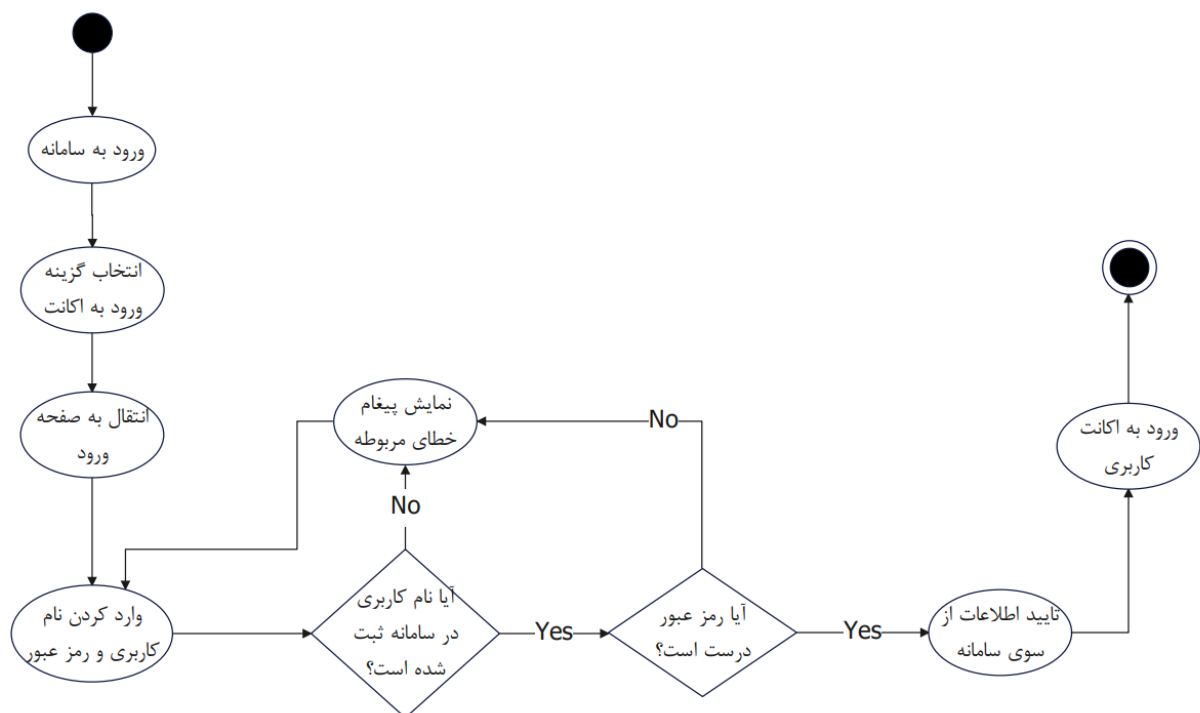 ورود به سامانه
انتخاب گزینه
ورود به اکانت
انتقال به صفحه
ورود
وارد کردن نام
کاربری و رمز عبور
نمایش پیغام
خطای مربوطه
No
آیا نام کاربری
در سامانه ثبت
شده است؟
Yes
No
آیا رمز عبور
درست است؟
Yes
تایید اطلاعات از
سوی سامانه
ورود به اکانت
کاربری